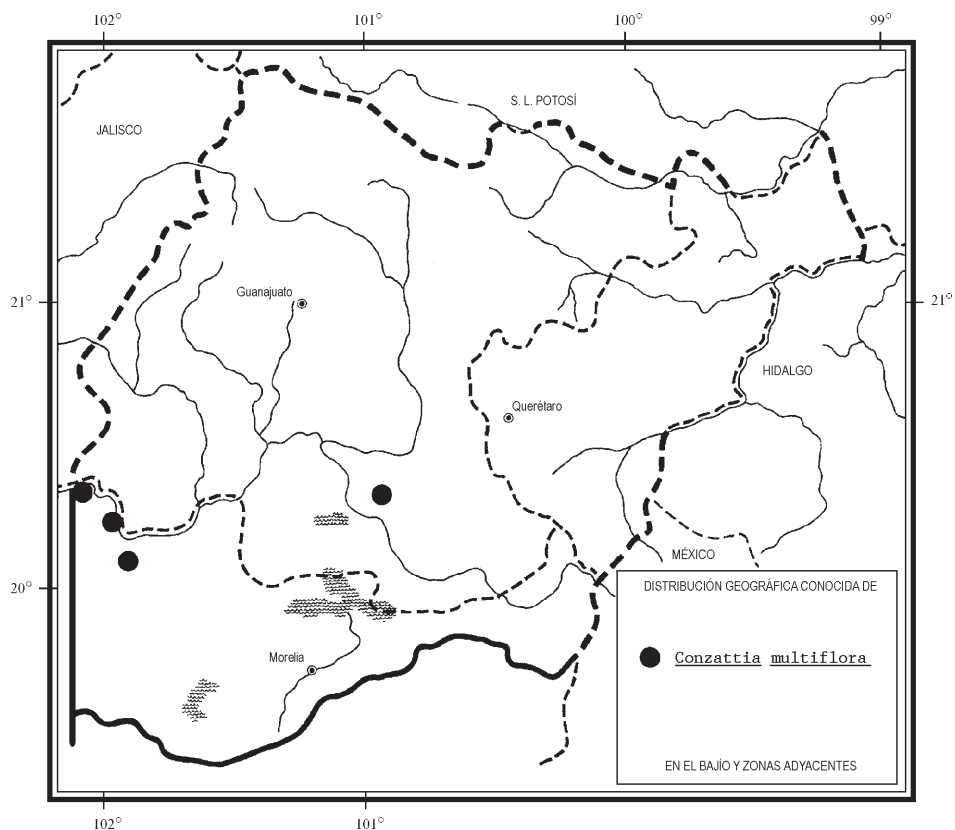 102°
101°
100°
99°
S. L. POTOSÍ
JALISCO
Guanajuato
21°
21°
HIDALGO
Querétaro
MÉXICO
20°
DISTRIBUCIÓN GEOGRÁFICA CONOCIDA DE
Conzattia multiflora
Morelia
EN EL BAJÍO Y ZONAS ADYACENTES
102°
101°